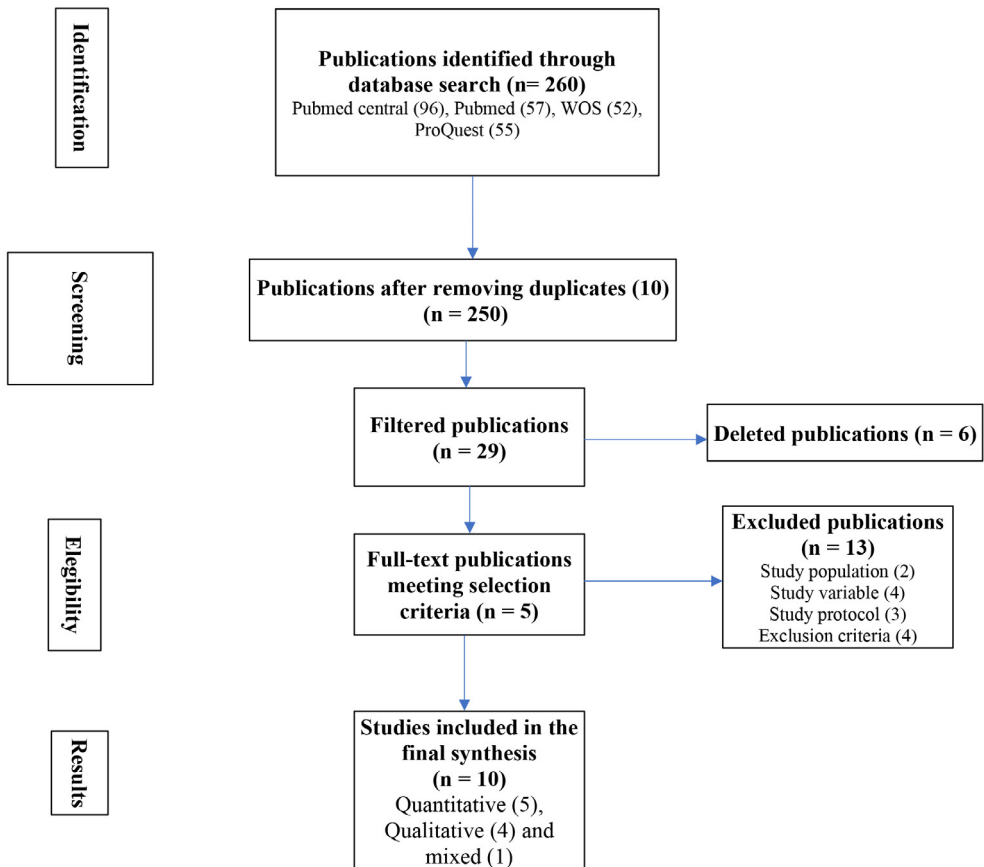 Identification
Publications identified through
database search (n= 260)
Pubmed central (96), Pubmed (57), WOS (52),
ProQuest (55)
Screening
Publications after removing duplicates (10)
(n = 250)
Filtered publications
(n = 29)
Deleted publications (n = 6)
Elegibility
Full-text publications
meeting selection
criteria (n = 5)
Excluded publications
(n = 13)
Study population (2)
Study variable (4)
Study protocol (3)
Exclusion criteria (4)
Results
Studies included in the
final synthesis
(n = 10)
Quantitative (5),
Qualitative (4) and
mixed (1)